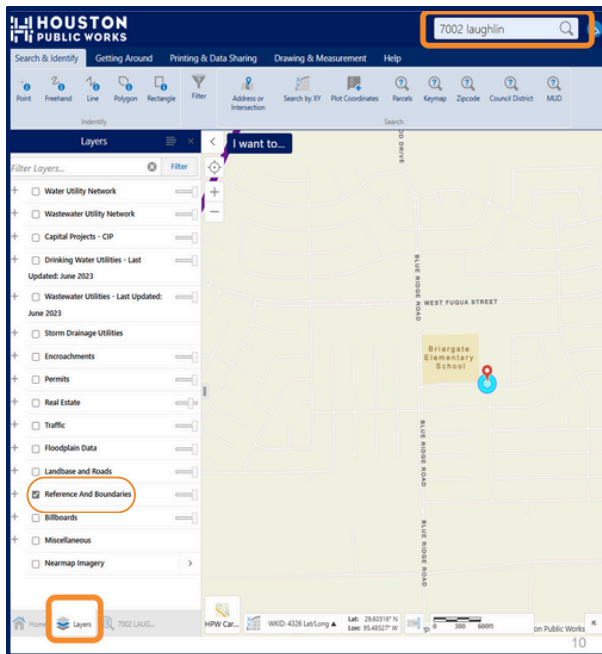 HOUSTON
PUBLIC WORKS
7002 laughlin
Search & Identify Getting Around Printing & Data Sharing Drawing & Measurement Help
Point Freehand Line Polygon Rectangle Filter Address or Intersection Search by XY Plot Coordinates Parcels Keymap Zipcode Council District MUD
Indentify Search
Layers
I want to...
Filter Layers... Filter
Water Utility Network
Wastewater Utility Network
Capital Projects - CIP
Drinking Water Utilities - Last
Updated: June 2023
Wastewater Utilities - Last Updated:
June 2023
Storm Drainage Utilities
Encroachments
Permits
Real Estate
Traffic
Floodplain Data
Landbase and Roads
Reference And Boundaries
Billboards
Miscellaneous
Nearmap Imagery
DRIVE
BLUE RIDGE ROAD
WEST FUQUA STREET
Briargate
Elementary
School
BLUE RIDGE ROAD
BLUE RIDGE ROAD
Layers 7002 LAUG...
HPW Car...
WKID: 4326 Lat/Long
Lat: 29.60316° N
Lon: 95.48527° W
0 300 600ft
on Public Works
10